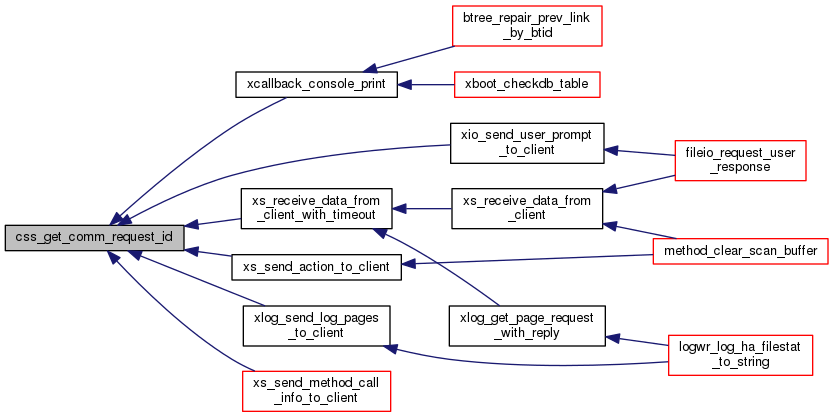 btree_repair_prev_link
_by_btid
xcallback_console_print
xboot_checkdb_table
xio_send_user_prompt
_to_client
fileio_request_user
_response
xs_receive_data_from
_client_with_timeout
xs_receive_data_from
_client
css_get_comm_request_id
method_clear_scan_buffer
xs_send_action_to_client
xlog_send_log_pages
_to_client
xlog_get_page_request
_with_reply
logwr_log_ha_filestat
_to_string
xs_send_method_call
_info_to_client